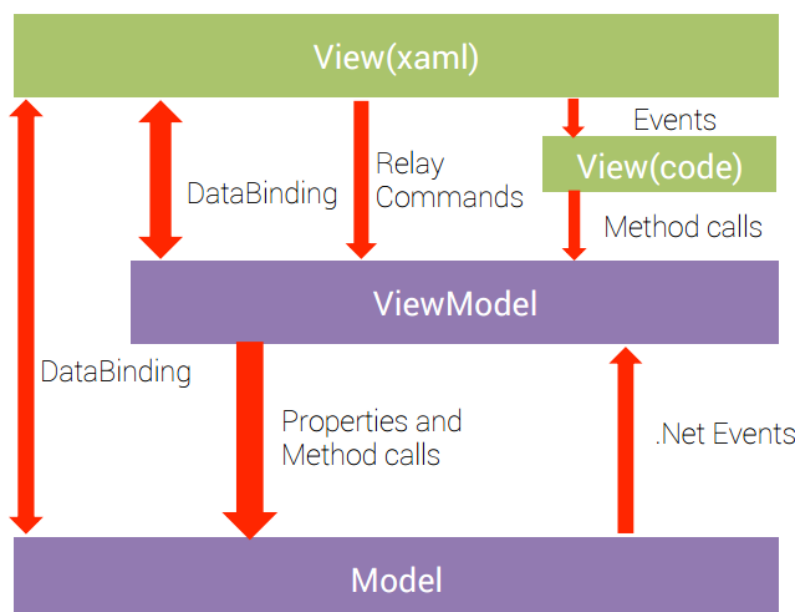 View(xaml)
Events
View(code)
DataBinding
Relay
Commands
Method calls
ViewModel
DataBinding
Properties and
Method calls
.Net Events
Model